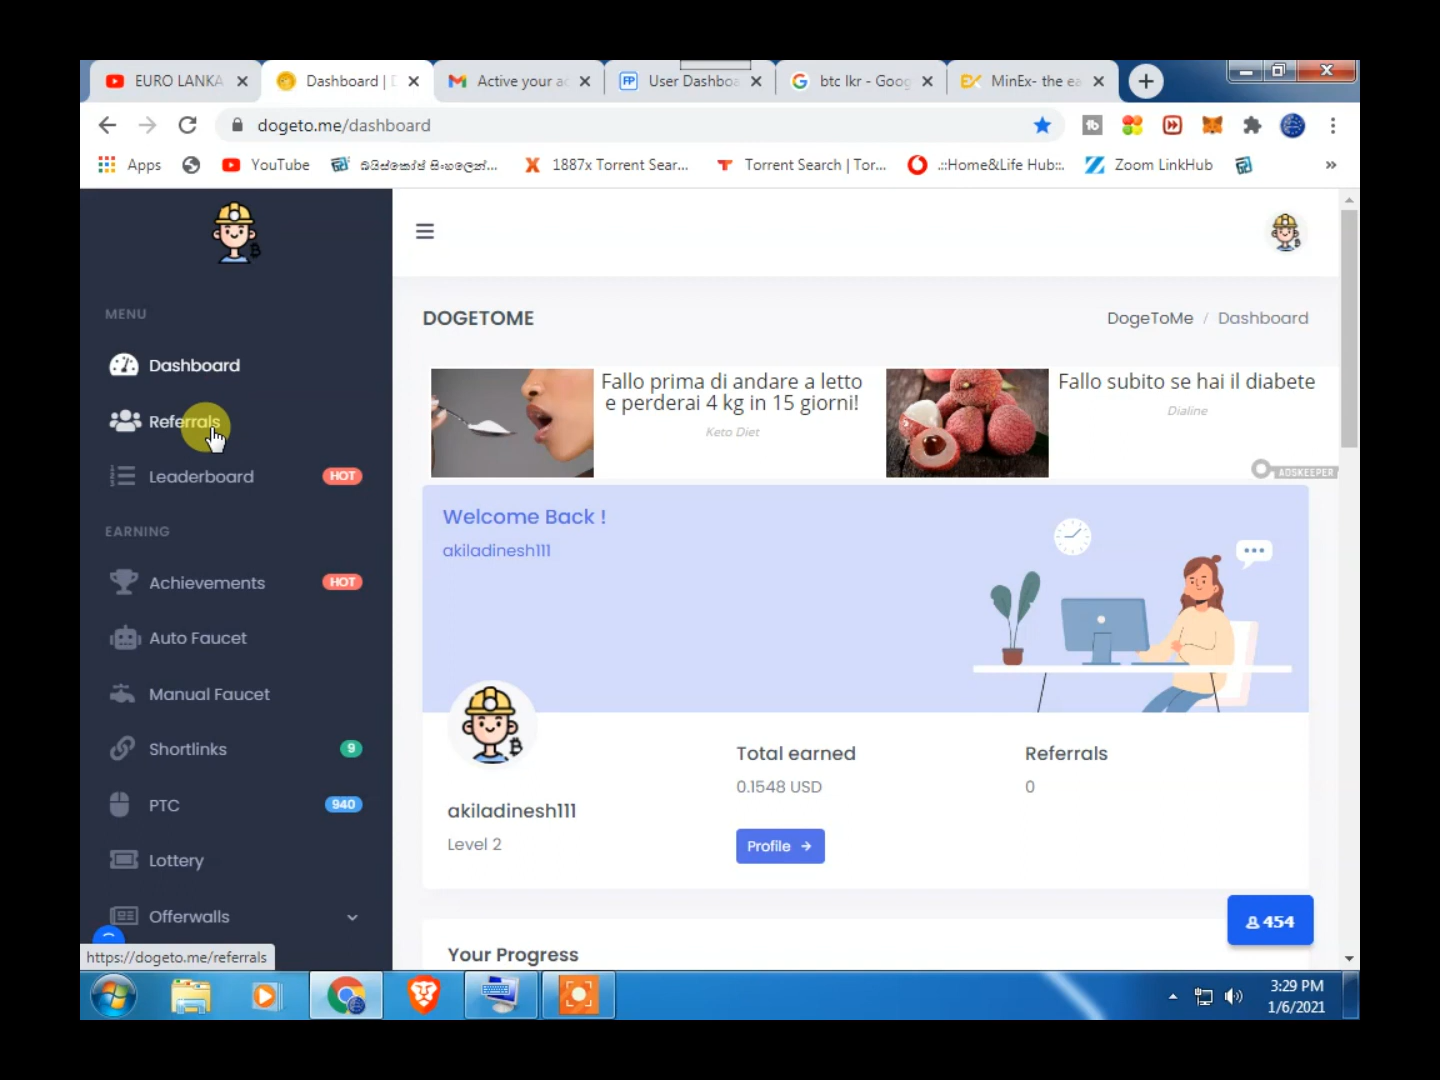 EURO LANKA
Dashboard | D
Active your ac
User Dashboa
btc lkr - Goog
MinEx- the ea
dogeto.me/dashboard
Apps
YouTube
බයිස්කෝප් සිංහලෙන්...
1887x Torrent Sear...
Torrent Search | Tor...
.::Home&Life Hub::.
Zoom LinkHub
»
MENU
Dashboard
Referrals
Leaderboard HOT
EARNING
Achievements HOT
Auto Faucet
Manual Faucet
Shortlinks 9
PTC 940
Lottery
Offerwalls
https://dogeto.me/referrals
DOGETOME
DogeToMe / Dashboard
Fallo prima di andare a letto
e perderai 4 kg in 15 giorni!
Keto Diet
Fallo subito se hai il diabete
Dialine
ADSKEEPER
Welcome Back !
akiladinesh111
akiladinesh111
Level 2
Total earned
0.1548 USD
Profile →
Referrals
0
454
Your Progress
3:29 PM
1/6/2021